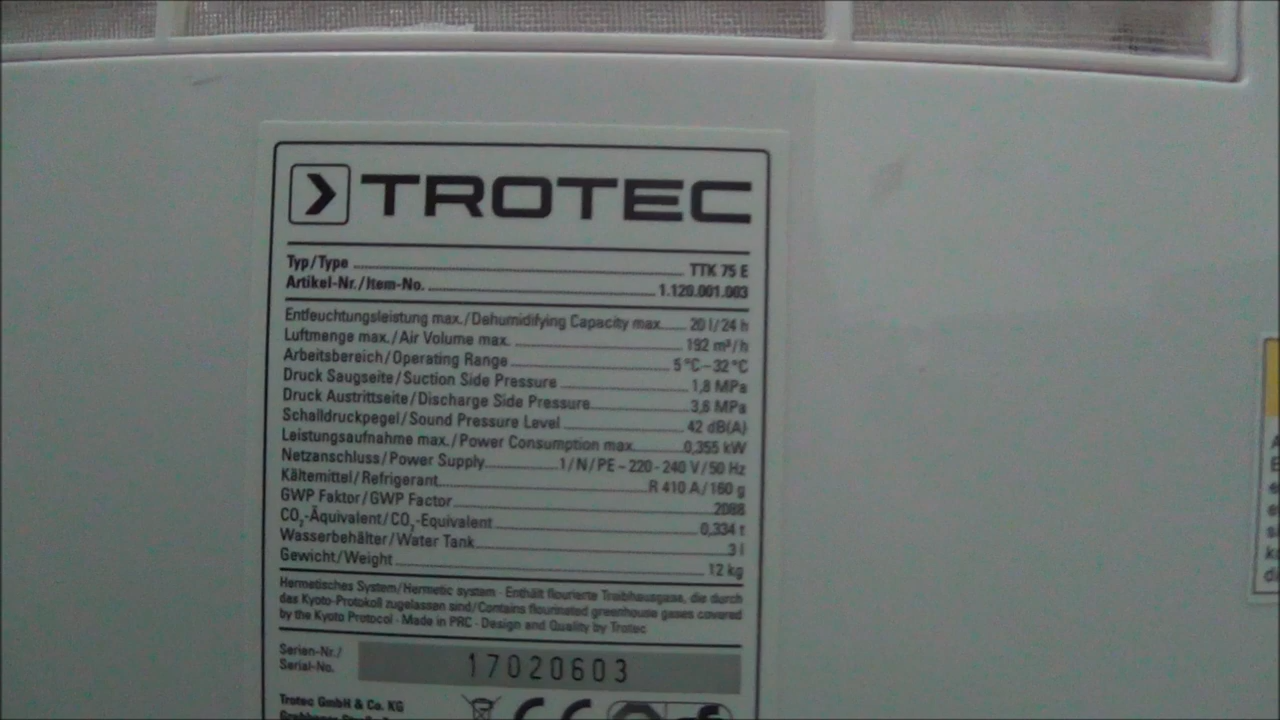 TROTEC
Typ/Type TTK 75 E
Artikel-Nr./Item-No. 1.120.001.003
Entfeuchtungsleistung max./Dehumidifying Capacity max. 20 l/24 h
Luftmenge max./Air Volume max. 192 m³/h
Arbeitsbereich/Operating Range 5 °C–32 °C
Druck Saugseite/Suction Side Pressure 1,8 MPa
Druck Austrittseite/Discharge Side Pressure 3,6 MPa
Schalldruckpegel/Sound Pressure Level 42 dB(A)
Leistungsaufnahme max./Power Consumption max. 0,355 kW
Netzanschluss/Power Supply 1/N/PE ~ 220-240 V/50 Hz
Kältemittel/Refrigerant R 410 A/160 g
GWP Faktor/GWP Factor 2088
CO₂-Äquivalent/CO₂-Equivalent 0,334 t
Wasserbehälter/Water Tank 3 l
Gewicht/Weight 12 kg
Hermetisches System/Hermetic system · Enthält flourierte Treibhausgase, die durch
das Kyoto-Protokoll zugelassen sind/Contains flourinated greenhouse gases covered
by the Kyoto Protocol · Made in PRC · Design and Quality by Trotec
Serien-Nr./
Serial-No. 17020603
Trotec GmbH & Co. KG
CE